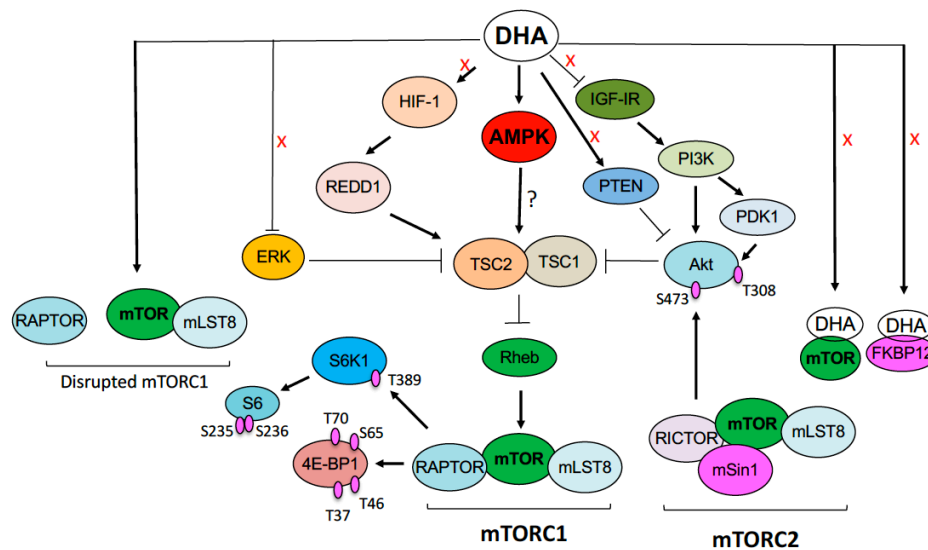 DHA
X
X
HIF-1
IGF-IR
AMPK
X
X
X
X
PI3K
REDD1
?
PTEN
PDK1
ERK
TSC2
TSC1
Akt
S473
T308
RAPTOR
mTOR
mLST8
DHA
mTOR
DHA
FKBP12
Disrupted mTORC1
S6K1
T389
Rheb
S6
S235
S236
T70
S65
4E-BP1
T37
T46
RAPTOR
mTOR
mLST8
RICTOR
mTOR
mLST8
mSin1
mTORC1
mTORC2